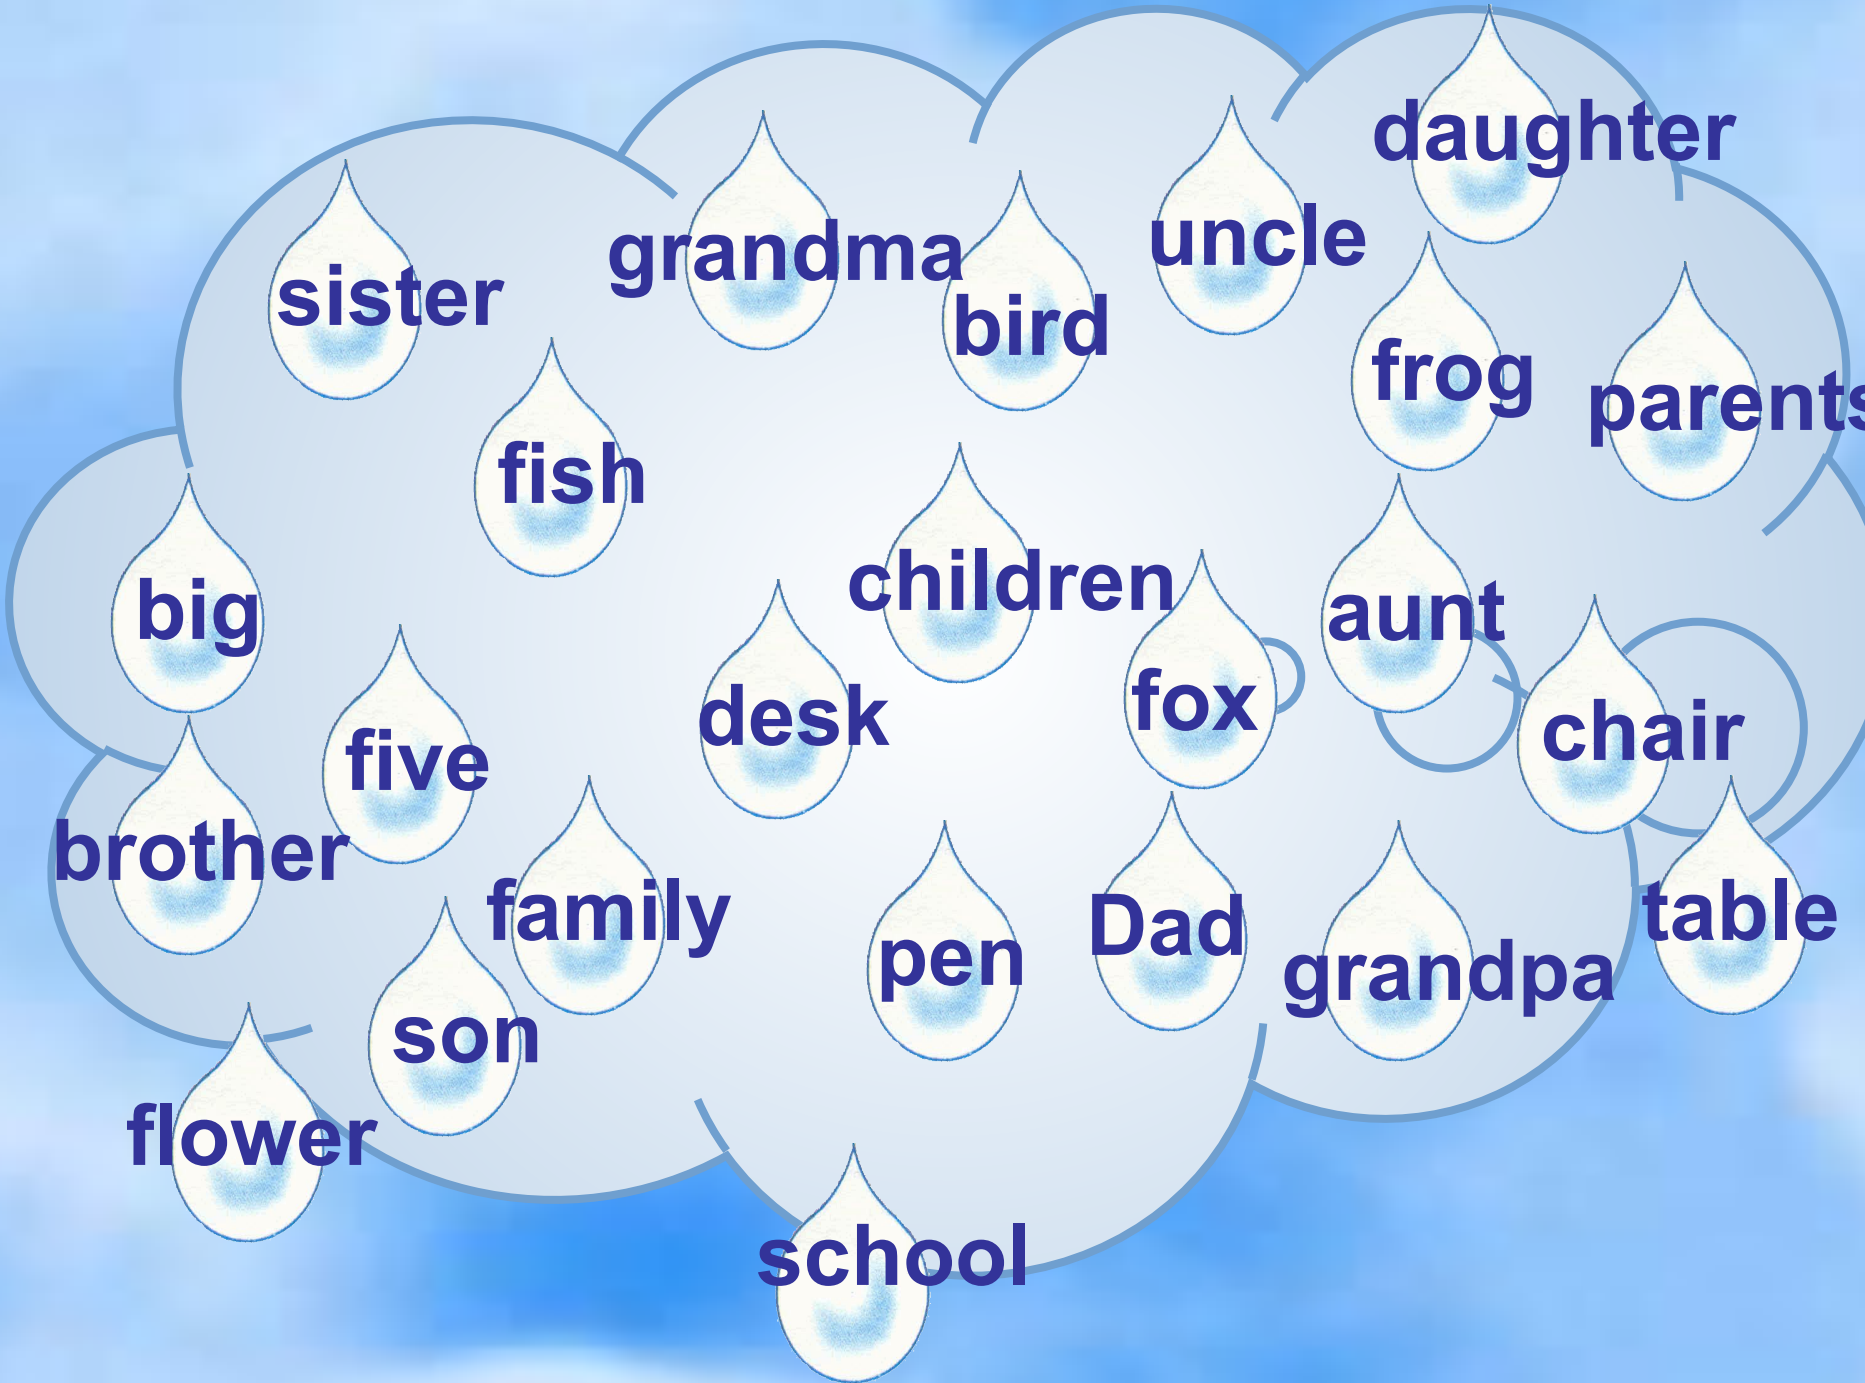 daughter
uncle
grandma
sister
bird
frog
parents
fish
children
aunt
big
fox
desk
chair
five
brother
family
Dad
table
pen
grandpa
son
flower
school